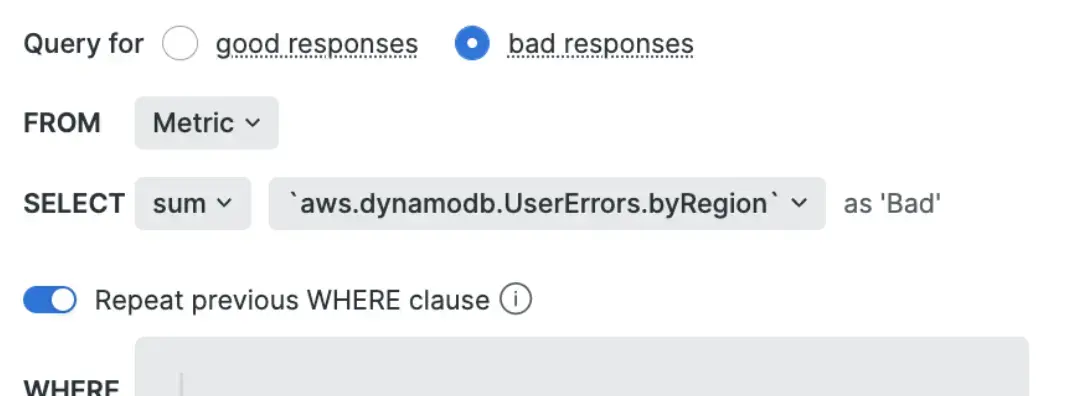 Query for good responses bad responses
FROM Metric
SELECT sum `aws.dynamodb.UserErrors.byRegion` as 'Bad'
Repeat previous WHERE clause
WHERE